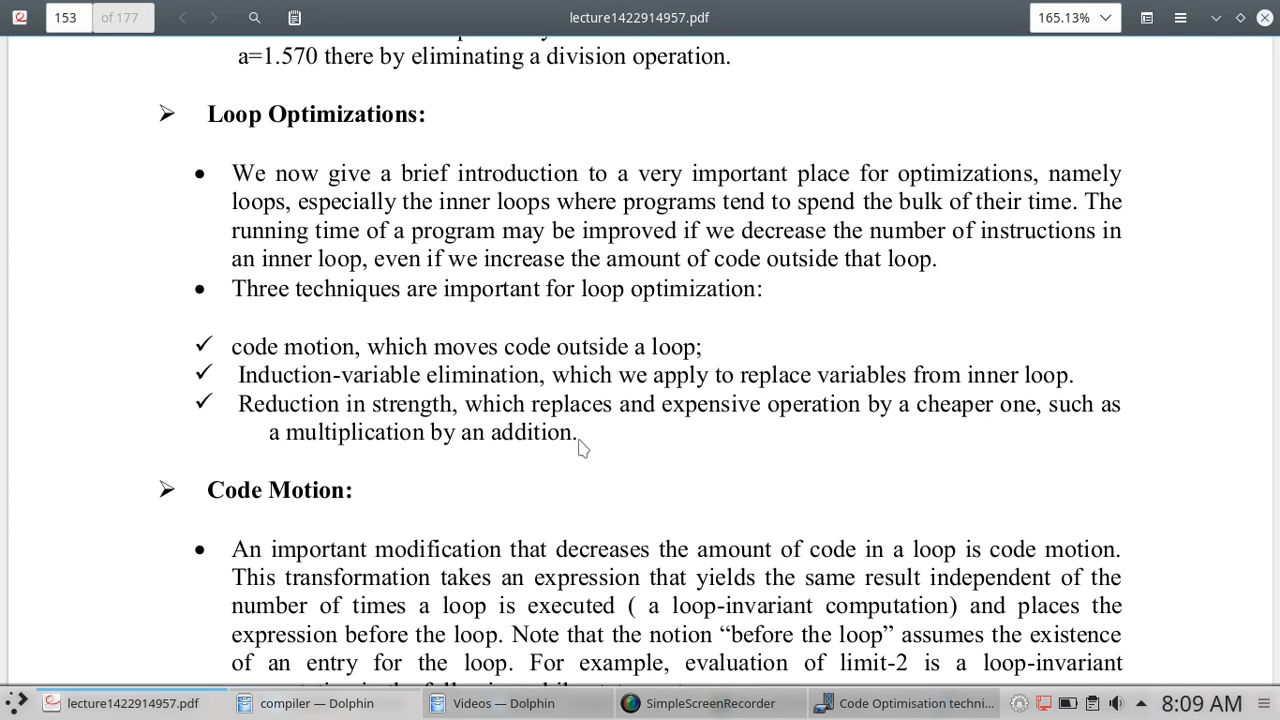 153 of 177 lecture1422914957.pdf 165.13%
a=1.570 there by eliminating a division operation.
➢ Loop Optimizations:
• We now give a brief introduction to a very important place for optimizations, namely
loops, especially the inner loops where programs tend to spend the bulk of their time. The
running time of a program may be improved if we decrease the number of instructions in
an inner loop, even if we increase the amount of code outside that loop.
• Three techniques are important for loop optimization:
✓ code motion, which moves code outside a loop;
✓ Induction-variable elimination, which we apply to replace variables from inner loop.
✓ Reduction in strength, which replaces and expensive operation by a cheaper one, such as
a multiplication by an addition.
➢ Code Motion:
• An important modification that decreases the amount of code in a loop is code motion.
This transformation takes an expression that yields the same result independent of the
number of times a loop is executed ( a loop-invariant computation) and places the
expression before the loop. Note that the notion “before the loop” assumes the existence
of an entry for the loop. For example, evaluation of limit-2 is a loop-invariant
lecture1422914957.pdf compiler — Dolphin Videos — Dolphin SimpleScreenRecorder Code Optimisation techni... 8:09 AM